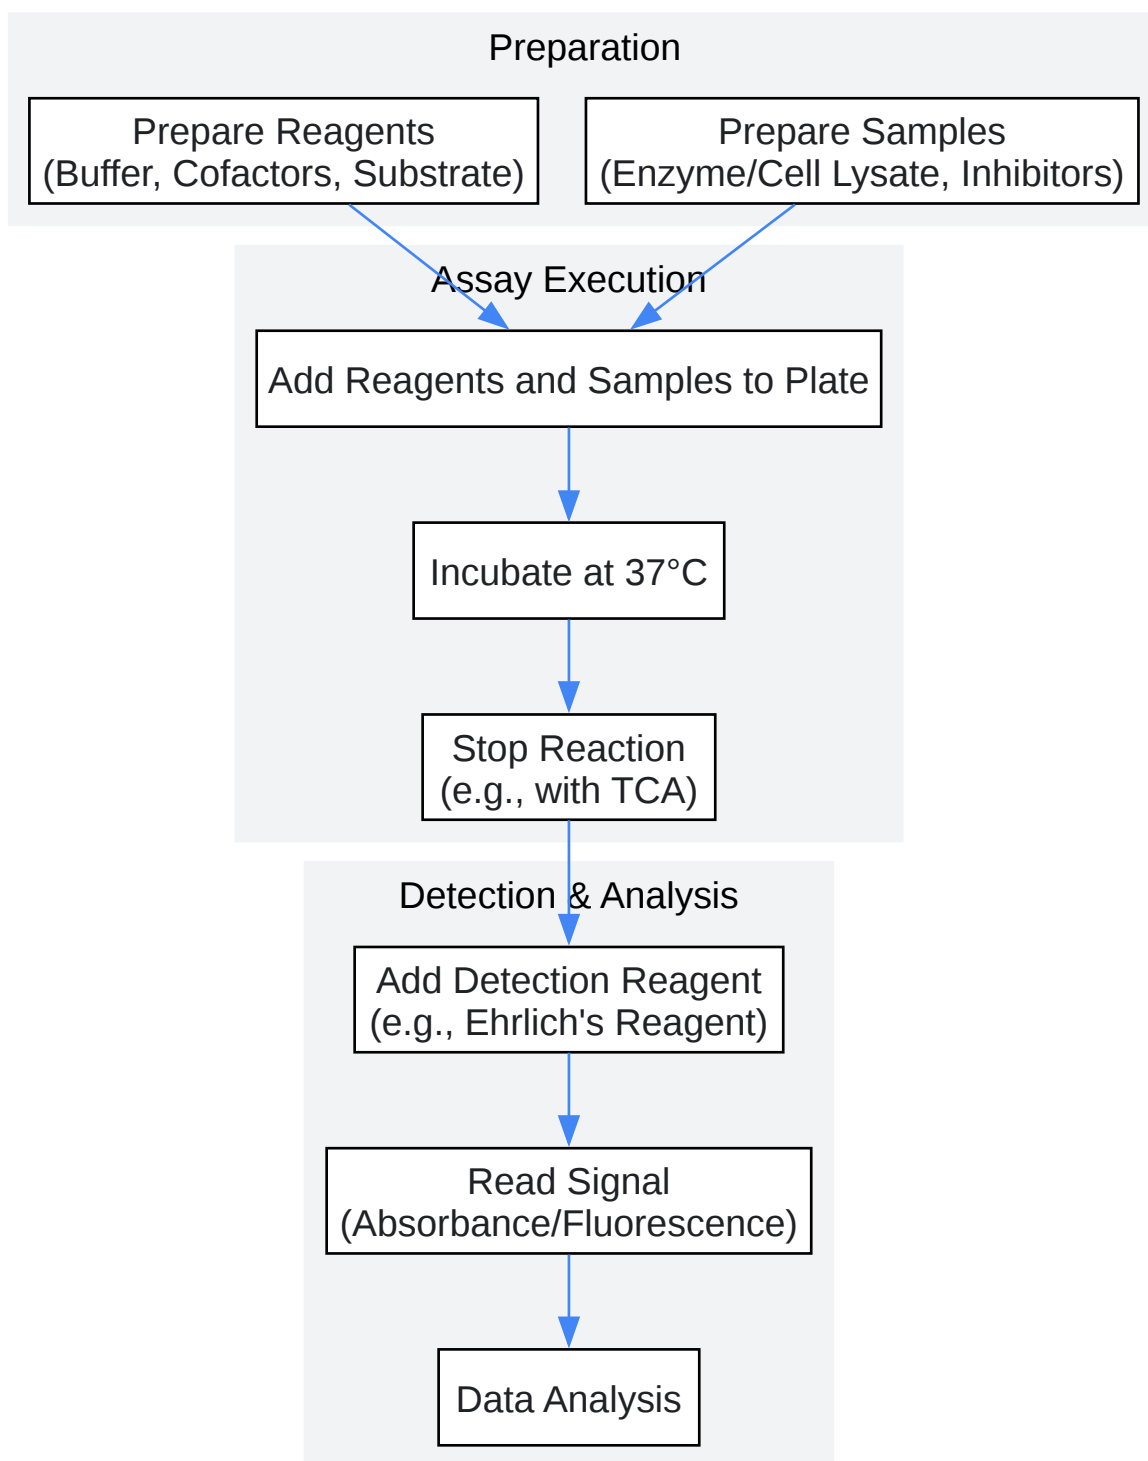 Preparation
Prepare Reagents
(Buffer, Cofactors, Substrate)
Prepare Samples
(Enzyme/Cell Lysate, Inhibitors)
Assay Execution
Add Reagents and Samples to Plate
Incubate at 37°C
Stop Reaction
(e.g., with TCA)
Detection & Analysis
Add Detection Reagent
(e.g., Ehrlich's Reagent)
Read Signal
(Absorbance/Fluorescence)
Data Analysis